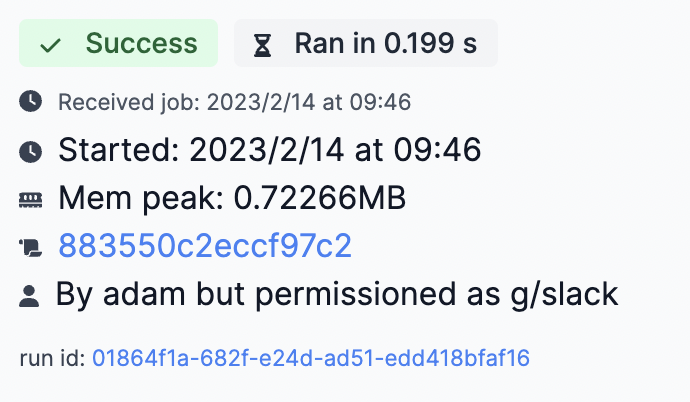 Success Ran in 0.199 s
Received job: 2023/2/14 at 09:46
Started: 2023/2/14 at 09:46
Mem peak: 0.72266MB
883550c2eccf97c2
By adam but permissioned as g/slack
run id: 01864f1a-682f-e24d-ad51-edd418bfaf16